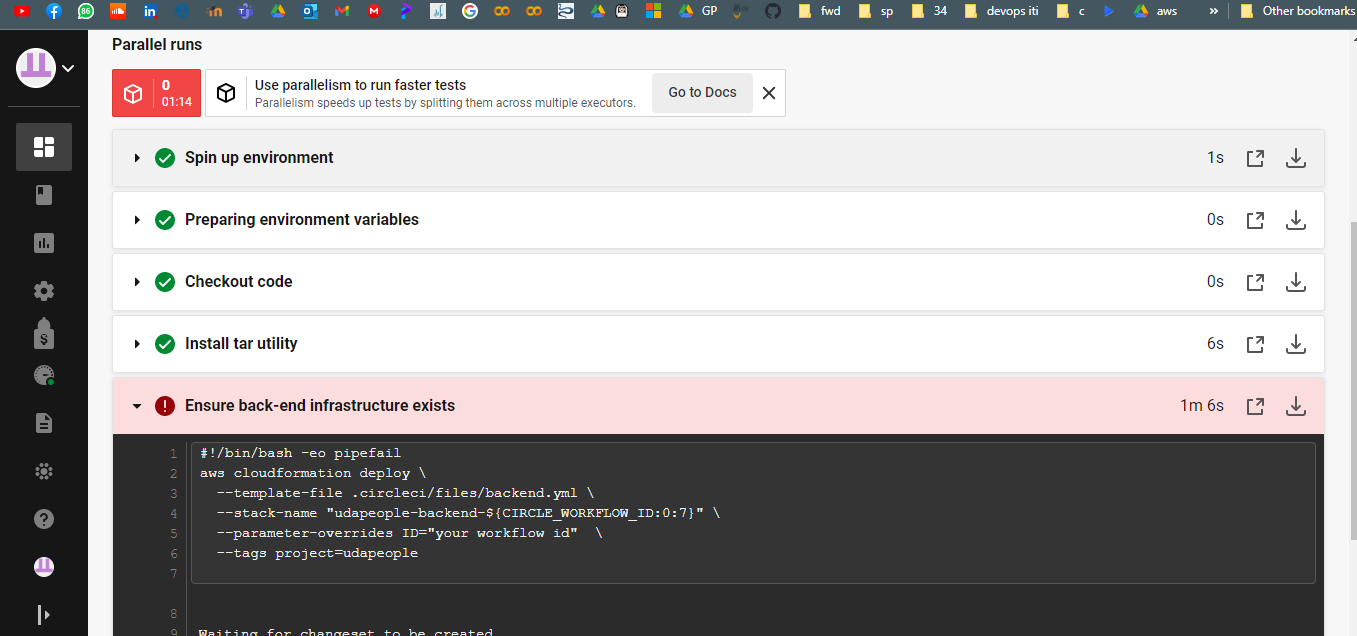 86
GP
fwd
sp
34
devops iti
c
aws
»
Other bookmarks
Parallel runs
0
01:14
Use parallelism to run faster tests
Parallelism speeds up tests by splitting them across multiple executors.
Go to Docs
Spin up environment 1s
Preparing environment variables 0s
Checkout code 0s
Install tar utility 6s
Ensure back-end infrastructure exists 1m 6s
1 #!/bin/bash -eo pipefail
2 aws cloudformation deploy \
3 --template-file .circleci/files/backend.yml \
4 --stack-name "udapeople-backend-${CIRCLE_WORKFLOW_ID:0:7}" \
5 --parameter-overrides ID="your workflow id"  \
6 --tags project=udapeople
7
8
9 Waiting for changeset to be created